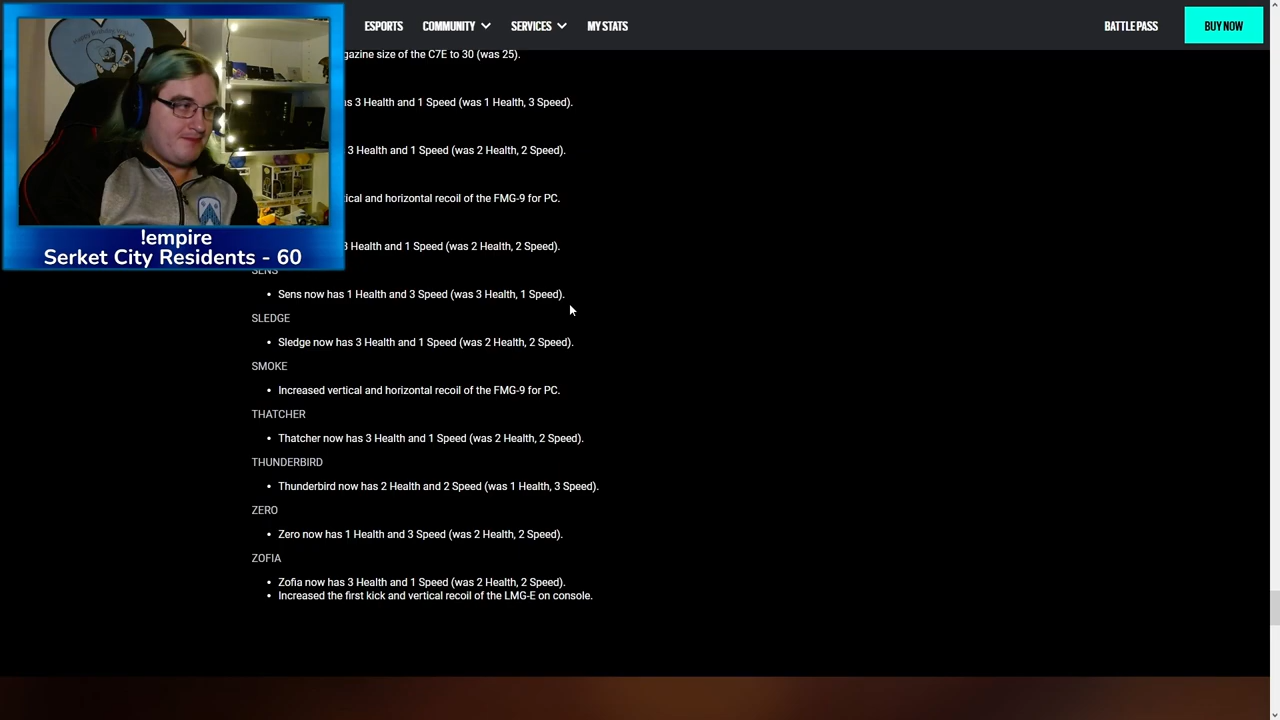 ESPORTS COMMUNITY SERVICES MY STATS BATTLE PASS BUY NOW
gazine size of the C7E to 30 (was 25).
s 3 Health and 1 Speed (was 1 Health, 3 Speed).
3 Health and 1 Speed (was 2 Health, 2 Speed).
tical and horizontal recoil of the FMG-9 for PC.
!empire
3 Health and 1 Speed (was 2 Health, 2 Speed).
Serket City Residents - 60
SENS
• Sens now has 1 Health and 3 Speed (was 3 Health, 1 Speed).
SLEDGE
• Sledge now has 3 Health and 1 Speed (was 2 Health, 2 Speed).
SMOKE
• Increased vertical and horizontal recoil of the FMG-9 for PC.
THATCHER
• Thatcher now has 3 Health and 1 Speed (was 2 Health, 2 Speed).
THUNDERBIRD
• Thunderbird now has 2 Health and 2 Speed (was 1 Health, 3 Speed).
ZERO
• Zero now has 1 Health and 3 Speed (was 2 Health, 2 Speed).
ZOFIA
• Zofia now has 3 Health and 1 Speed (was 2 Health, 2 Speed).
• Increased the first kick and vertical recoil of the LMG-E on console.